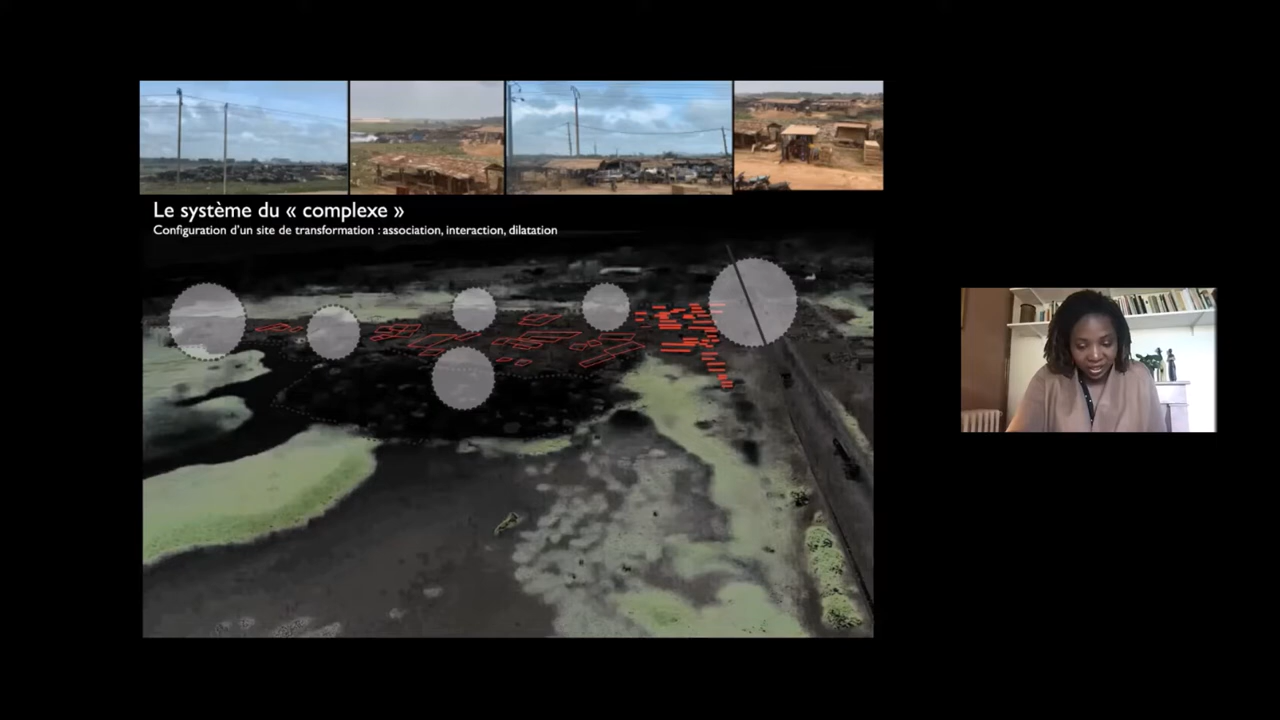 Le système du « complexe »
Configuration d'un site de transformation : association, interaction, dilatation